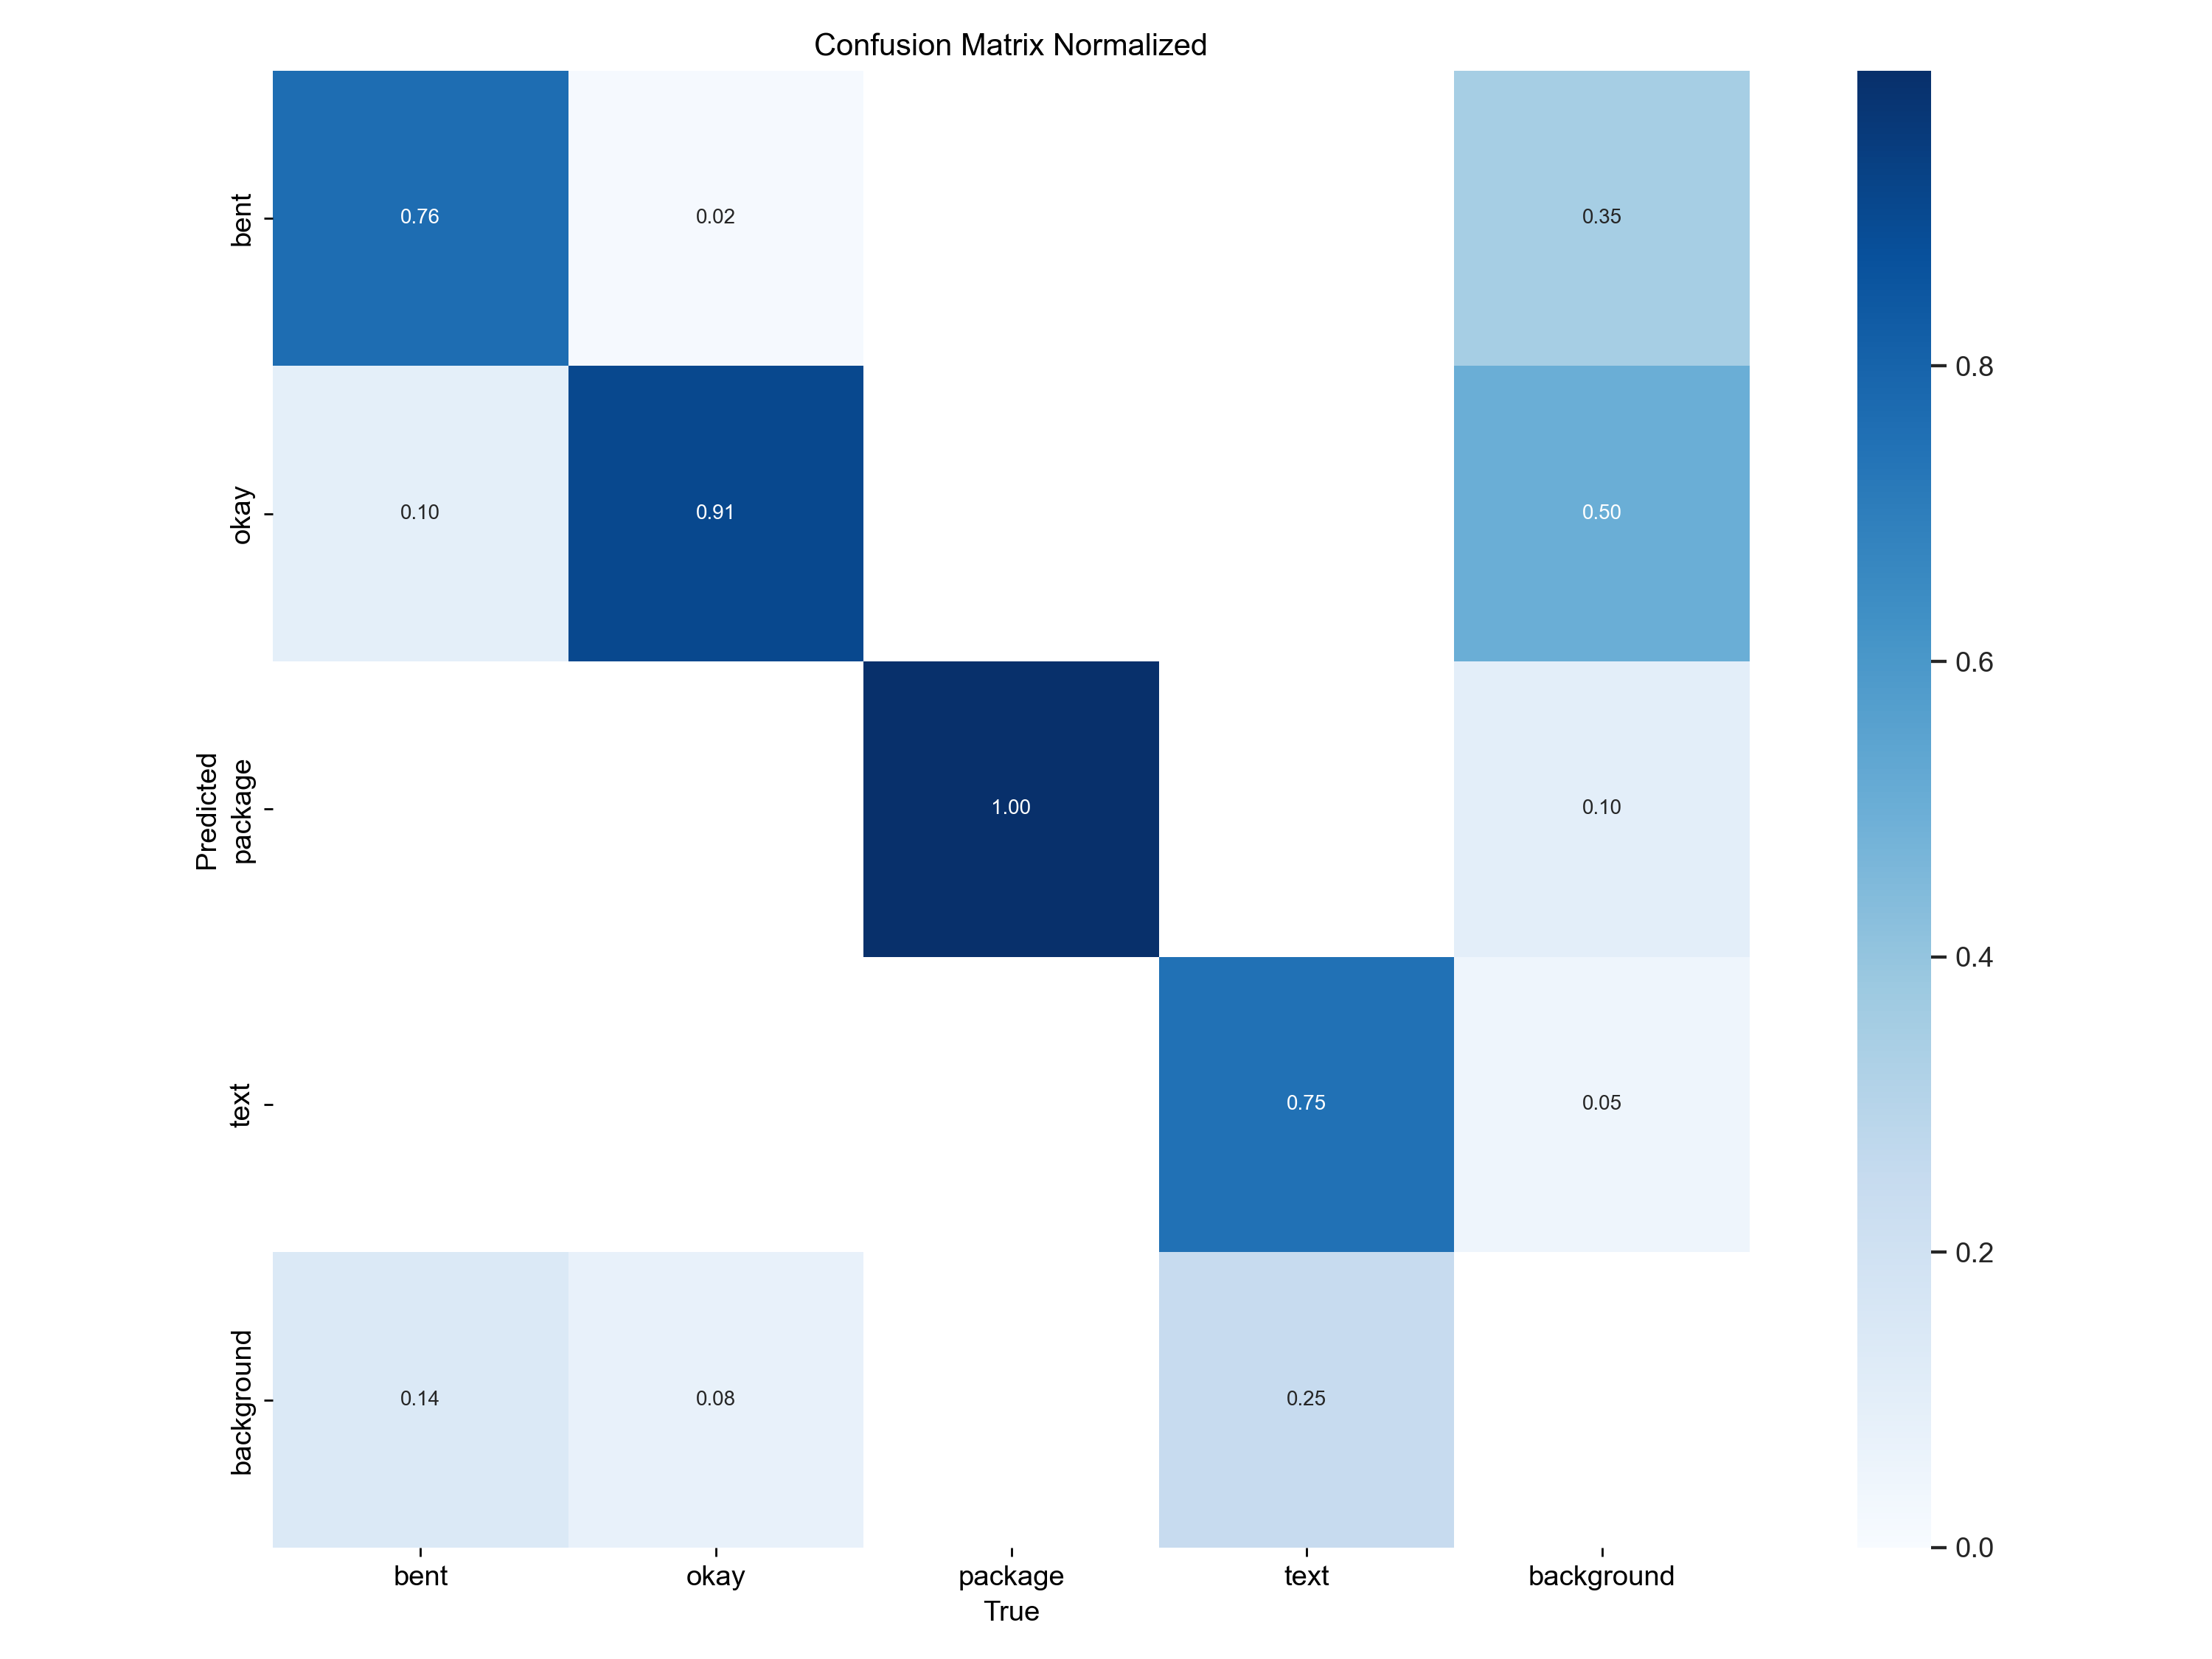 Confusion Matrix Normalized
bent
0.76
0.02
0.35
0.8
okay
0.10
0.91
0.50
0.6
Predicted
package
1.00
0.10
0.4
text
0.75
0.05
0.2
background
0.14
0.08
0.25
0.0
bent
okay
package
text
background
True